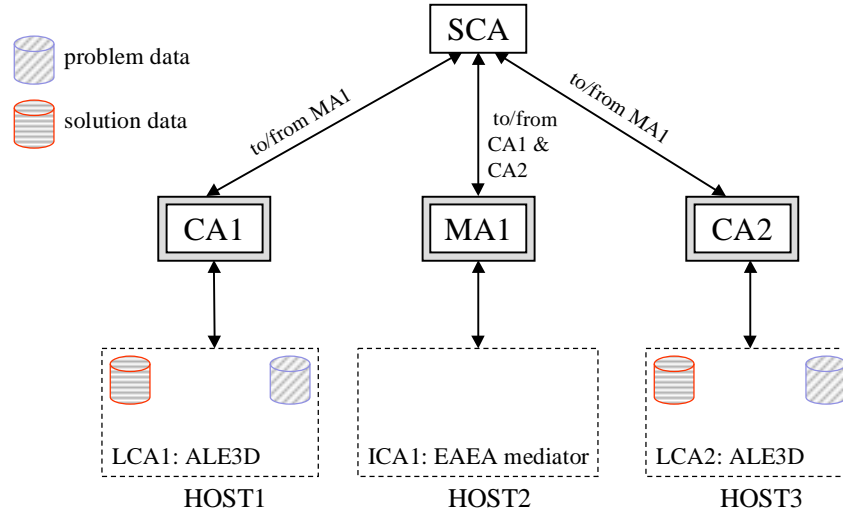 SCA
problem data
solution data
to/from MA1
to/from
CA1 &
CA2
to/from MA1
CA1
MA1
CA2
LCA1: ALE3D
ICA1: EAEA mediator
LCA2: ALE3D
HOST1
HOST2
HOST3